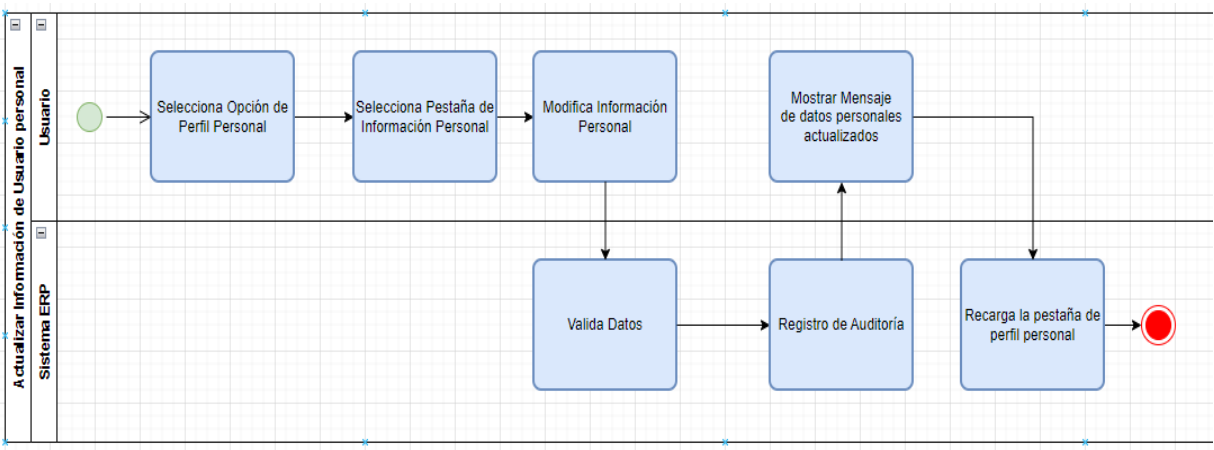 Actualizar Información de Usuario personal
Usuario
Selecciona Opción de
Perfil Personal
Selecciona Pestaña de
Información Personal
Modifica Información
Personal
Mostrar Mensaje
de datos personales
actualizados
Sistema ERP
Valida Datos
Registro de Auditoría
Recarga la pestaña de
perfil personal